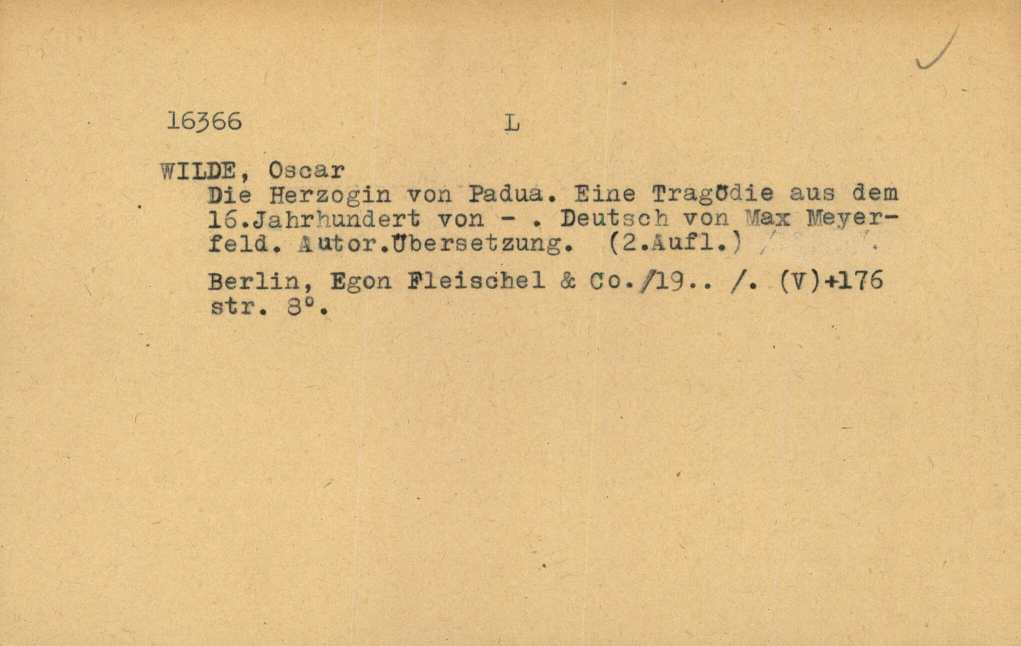 16366 L
WILDE, Oscar
Die Herzogin von Padua. Eine Tragödie aus dem
16.Jahrhundert von - . Deutsch von Max Meyer-
feld. Autor.Übersetzung. (2.Aufl.)
Berlin, Egon Fleischel & Co./19.. /. (V)+176
str. 8°.